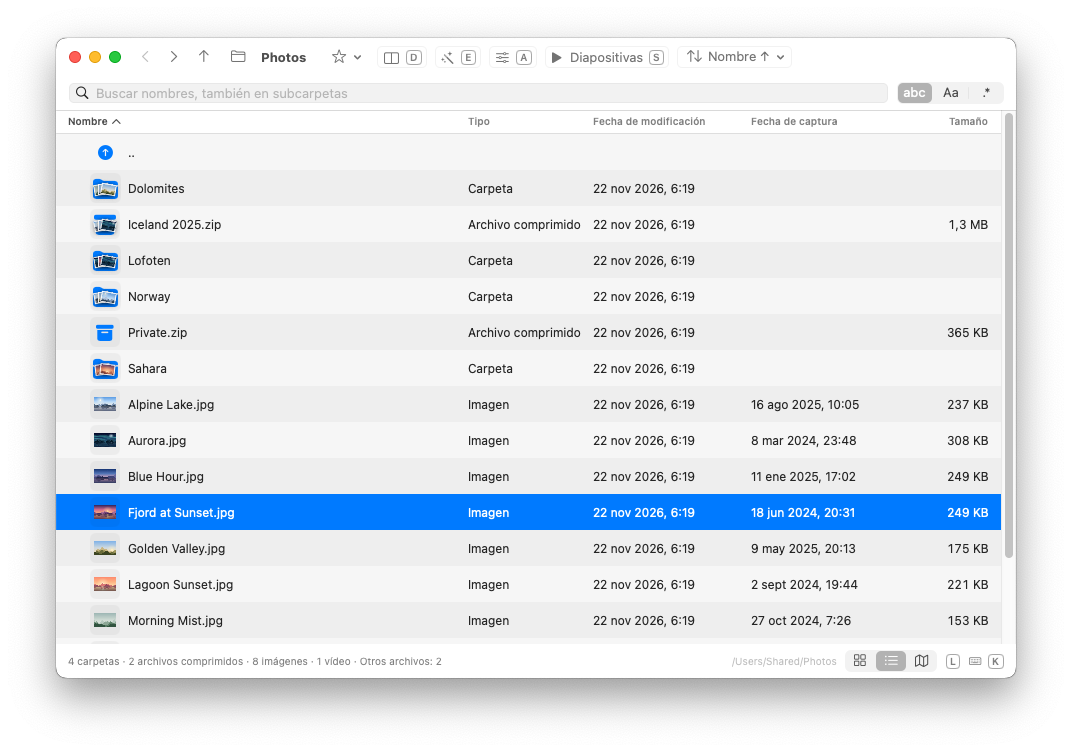 Photos D E A Diapositivas S Nombre
Buscar nombres, también en subcarpetas abc Aa .*
Nombre Tipo Fecha de modificación Fecha de captura Tamaño
..
Dolomites Carpeta 22 nov 2026, 6:19
Iceland 2025.zip Archivo comprimido 22 nov 2026, 6:19 1,3 MB
Lofoten Carpeta 22 nov 2026, 6:19
Norway Carpeta 22 nov 2026, 6:19
Private.zip Archivo comprimido 22 nov 2026, 6:19 365 KB
Sahara Carpeta 22 nov 2026, 6:19
Alpine Lake.jpg Imagen 22 nov 2026, 6:19 16 ago 2025, 10:05 237 KB
Aurora.jpg Imagen 22 nov 2026, 6:19 8 mar 2024, 23:48 308 KB
Blue Hour.jpg Imagen 22 nov 2026, 6:19 11 ene 2025, 17:02 249 KB
Fjord at Sunset.jpg Imagen 22 nov 2026, 6:19 18 jun 2024, 20:31 249 KB
Golden Valley.jpg Imagen 22 nov 2026, 6:19 9 may 2025, 20:13 175 KB
Lagoon Sunset.jpg Imagen 22 nov 2026, 6:19 2 sept 2024, 19:44 221 KB
Morning Mist.jpg Imagen 22 nov 2026, 6:19 27 oct 2024, 7:26 153 KB
4 carpetas · 2 archivos comprimidos · 8 imágenes · 1 vídeo · Otros archivos: 2 /Users/Shared/Photos L K